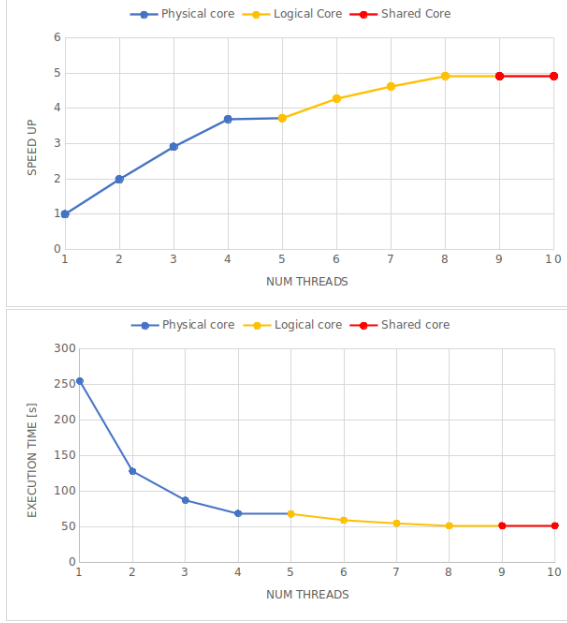 Physical core Logical Core Shared Core
6
5
4
3
2
1
0
SPEED UP
1 2 3 4 5 6 7 8 9 10
NUM THREADS
Physical core Logical core Shared core
300
250
200
150
100
50
0
EXECUTION TIME [s]
1 2 3 4 5 6 7 8 9 10
NUM THREADS